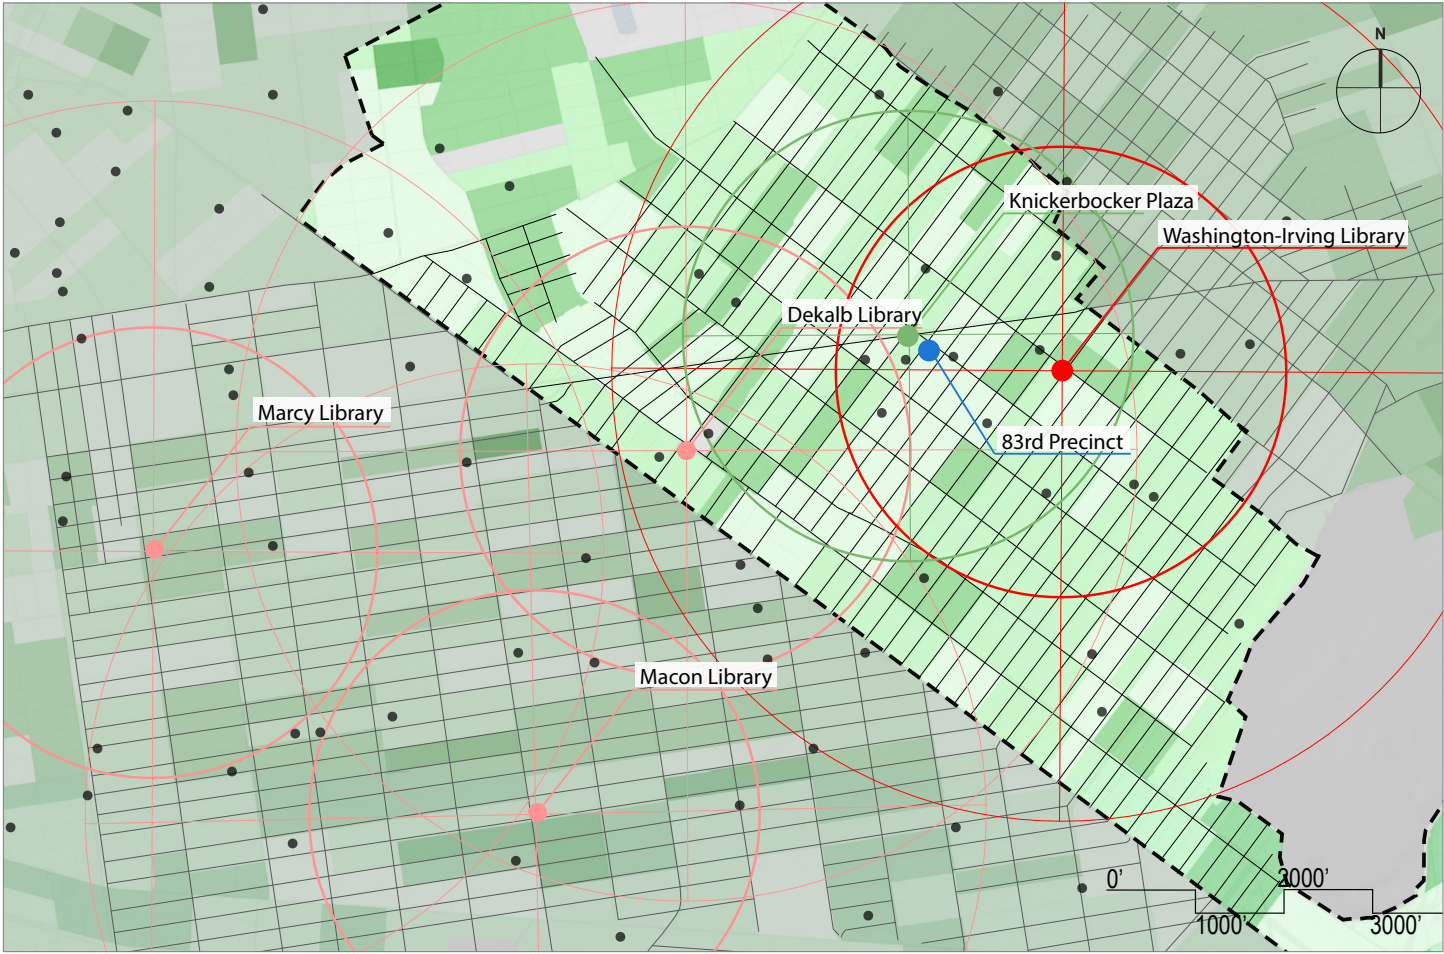 N
Knickerbocker Plaza
Washington-Irving Library
Dekalb Library
Marcy Library
83rd Precinct
Macon Library
0'
2000'
1000'
3000'